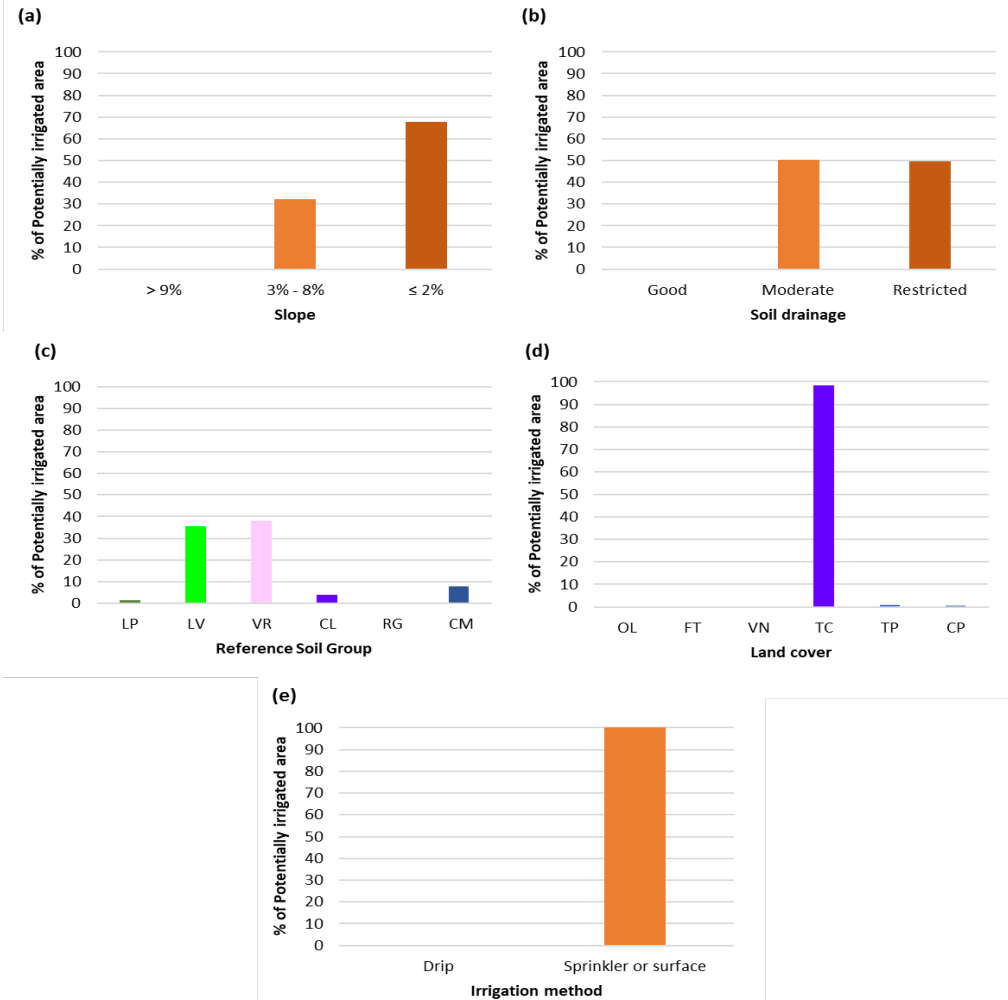 (a)
% of Potentially irrigated area
100
90
80
70
60
50
40
30
20
10
0
> 9%
3% - 8%
≤ 2%
Slope
(b)
% of Potentially irrigated area
100
90
80
70
60
50
40
30
20
10
0
Good
Moderate
Restricted
Soil drainage
(c)
% of Potentially irrigated area
100
90
80
70
60
50
40
30
20
10
0
LP
LV
VR
CL
RG
CM
Reference Soil Group
(d)
% of Potentially irrigated area
100
90
80
70
60
50
40
30
20
10
0
OL
FT
VN
TC
TP
CP
Land cover
(e)
% of Potentially irrigated area
100
90
80
70
60
50
40
30
20
10
0
Drip
Sprinkler or surface
Irrigation method